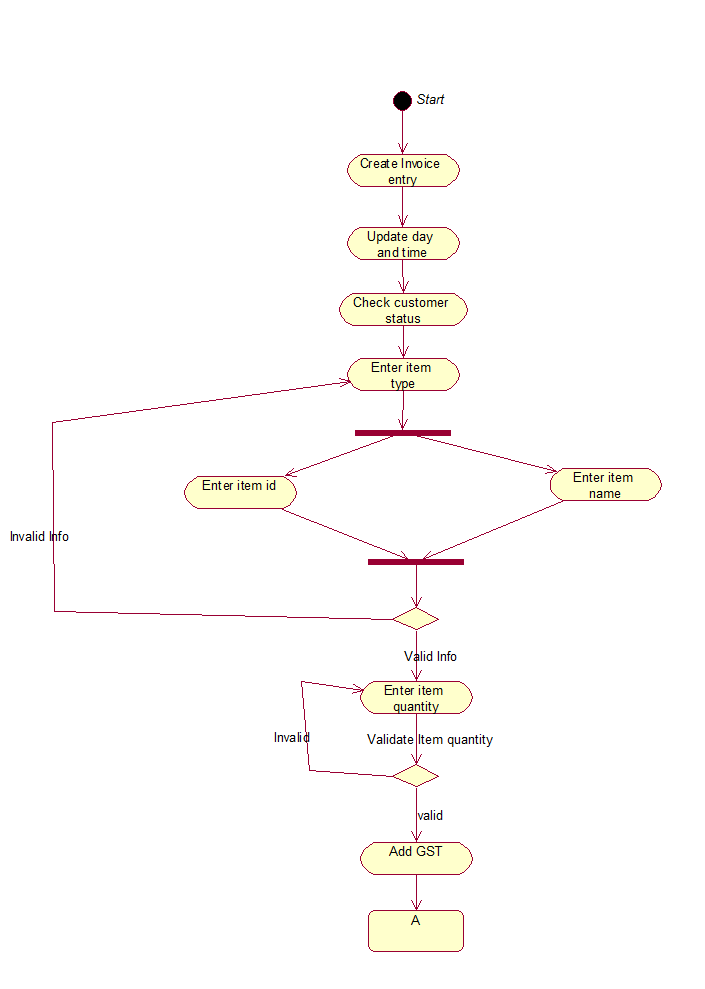 Start
Create Invoice
entry
Update day
and time
Check customer
status
Enter item
type
Enter item id
Enter item
name
Invalid Info
Valid Info
Enter item
quantity
Invalid
Validate Item quantity
valid
Add GST
A